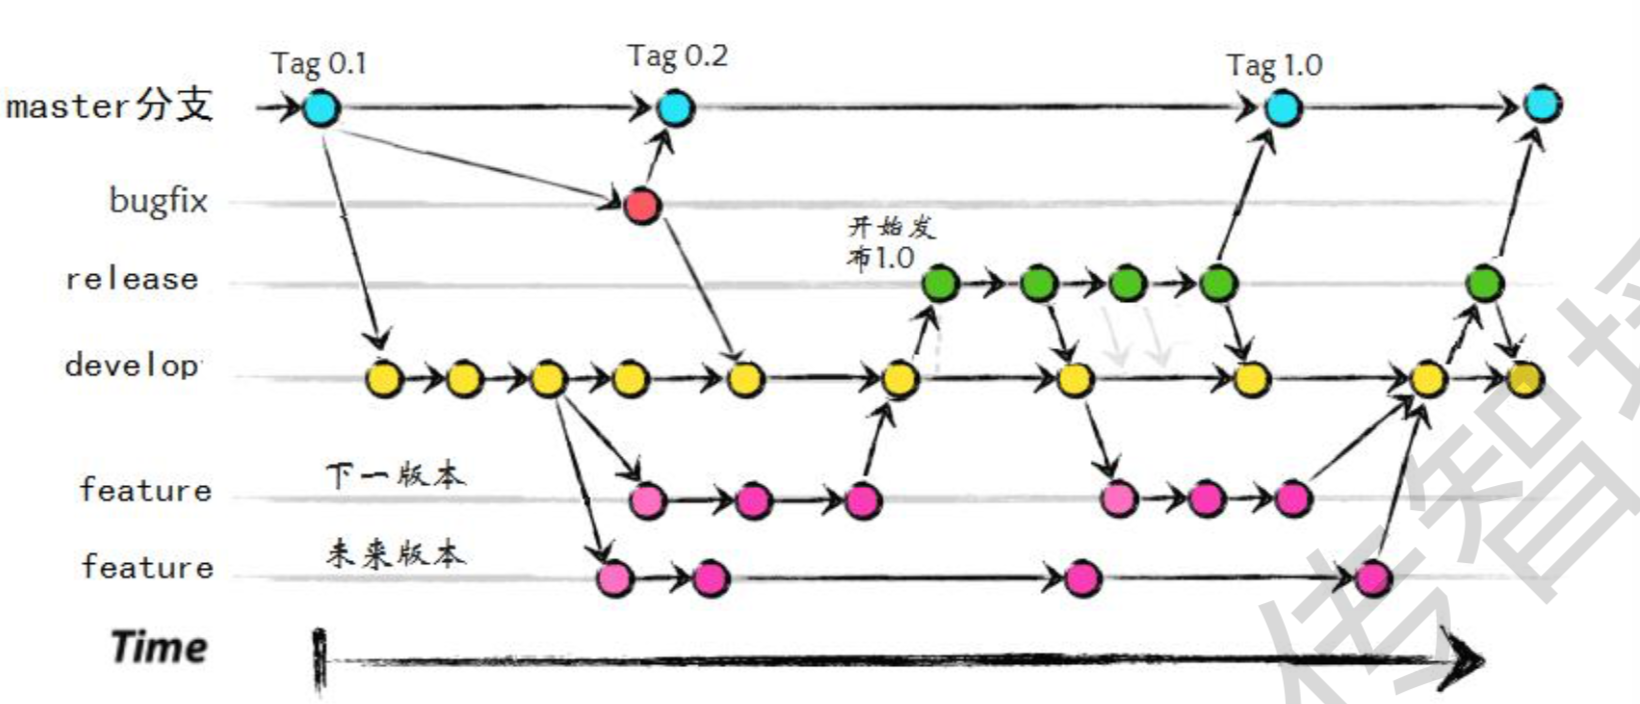 Tag 0.1
Tag 0.2
Tag 1.0
master分支
bugfix
开始发
布1.0
release
develop
下一版本
feature
未来版本
feature
Time
传智播